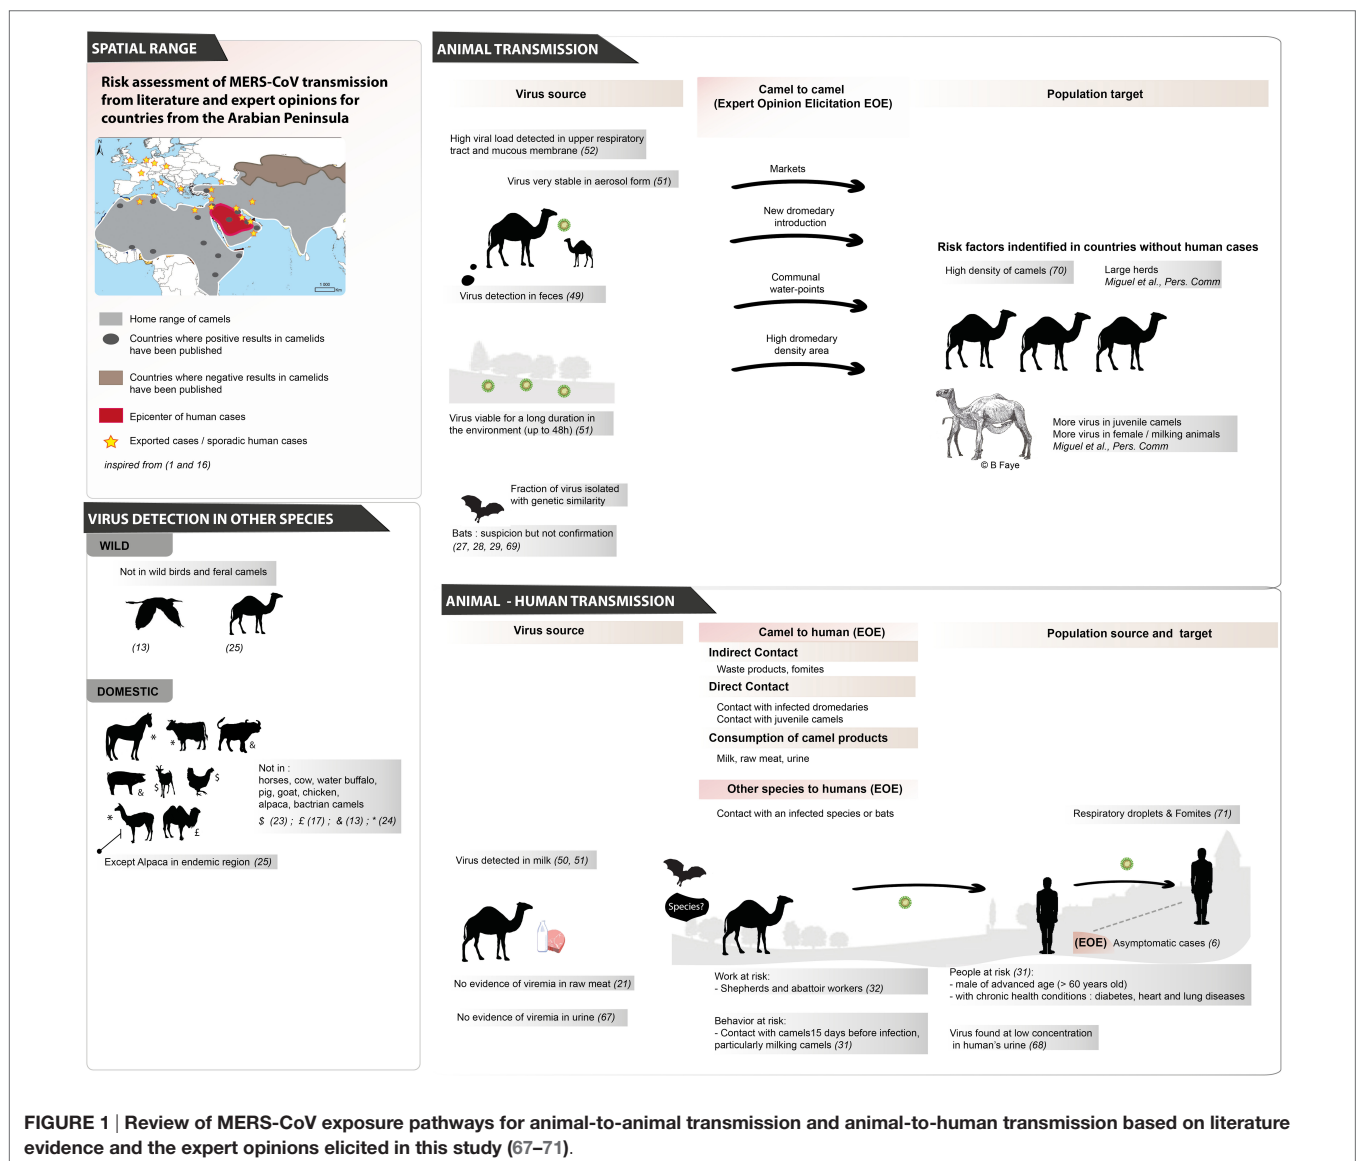 SPATIAL RANGE
Risk assessment of MERS-CoV transmission
from literature and expert opinions for
countries from the Arabian Peninsula
N
1 000
Km
Home range of camels
Countries where positive results in camelids
have been published
Countries where negative results in camelids
have been published
Epicenter of human cases
Exported cases / sporadic human cases
inspired from (1 and 16)
VIRUS DETECTION IN OTHER SPECIES
WILD
Not in wild birds and feral camels
(13)
(25)
DOMESTIC
*
*
&
&
$
$
*
£
Not in :
horses, cow, water buffalo,
pig, goat, chicken,
alpaca, bactrian camels
$ (23) ; £ (17) ; & (13) ; * (24)
Except Alpaca in endemic region (25)
ANIMAL TRANSMISSION
Virus source
High viral load detected in upper respiratory
tract and mucous membrane (52)
Virus very stable in aerosol form (51)
Virus detection in feces (49)
Virus viable for a long duration in
the environment (up to 48h) (51)
Fraction of virus isolated
with genetic similarity
Bats : suspicion but not confirmation
(27, 28, 29, 69)
Camel to camel
(Expert Opinion Elicitation EOE)
Markets
New dromedary
introduction
Communal
water-points
High dromedary
density area
Population target
Risk factors indentified in countries without human cases
High density of camels (70)
Large herds
Miguel et al., Pers. Comm
More virus in juvenile camels
More virus in female / milking animals
Miguel et al., Pers. Comm
© B Faye
ANIMAL - HUMAN TRANSMISSION
Virus source
Virus detected in milk (50, 51)
No evidence of viremia in raw meat (21)
No evidence of viremia in urine (67)
Camel to human (EOE)
Indirect Contact
Waste products, fomites
Direct Contact
Contact with infected dromedaries
Contact with juvenile camels
Consumption of camel products
Milk, raw meat, urine
Other species to humans (EOE)
Contact with an infected species or bats
Species?
Work at risk:
- Shepherds and abattoir workers (32)
Behavior at risk:
- Contact with camels15 days before infection,
particularly milking camels (31)
Population source and target
Respiratory droplets & Fomites (71)
(EOE) Asymptomatic cases (6)
People at risk (31):
- male of advanced age (> 60 years old)
- with chronic health conditions : diabetes, heart and lung diseases
Virus found at low concentration
in human's urine (68)
FIGURE 1 | Review of MERS-CoV exposure pathways for animal-to-animal transmission and animal-to-human transmission based on literature
evidence and the expert opinions elicited in this study (67–71).